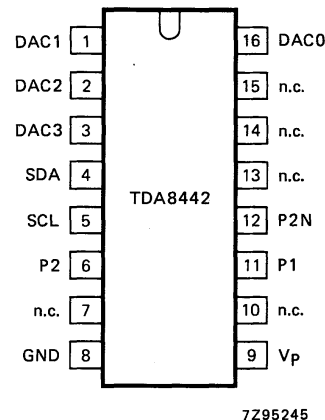 DAC1 1 16 DAC0
DAC2 2 15 n.c.
DAC3 3 14 n.c.
SDA 4 13 n.c.
TDA8442
SCL 5 12 P2N
P2 6 11 P1
n.c. 7 10 n.c.
GND 8 9 VP
7Z95245